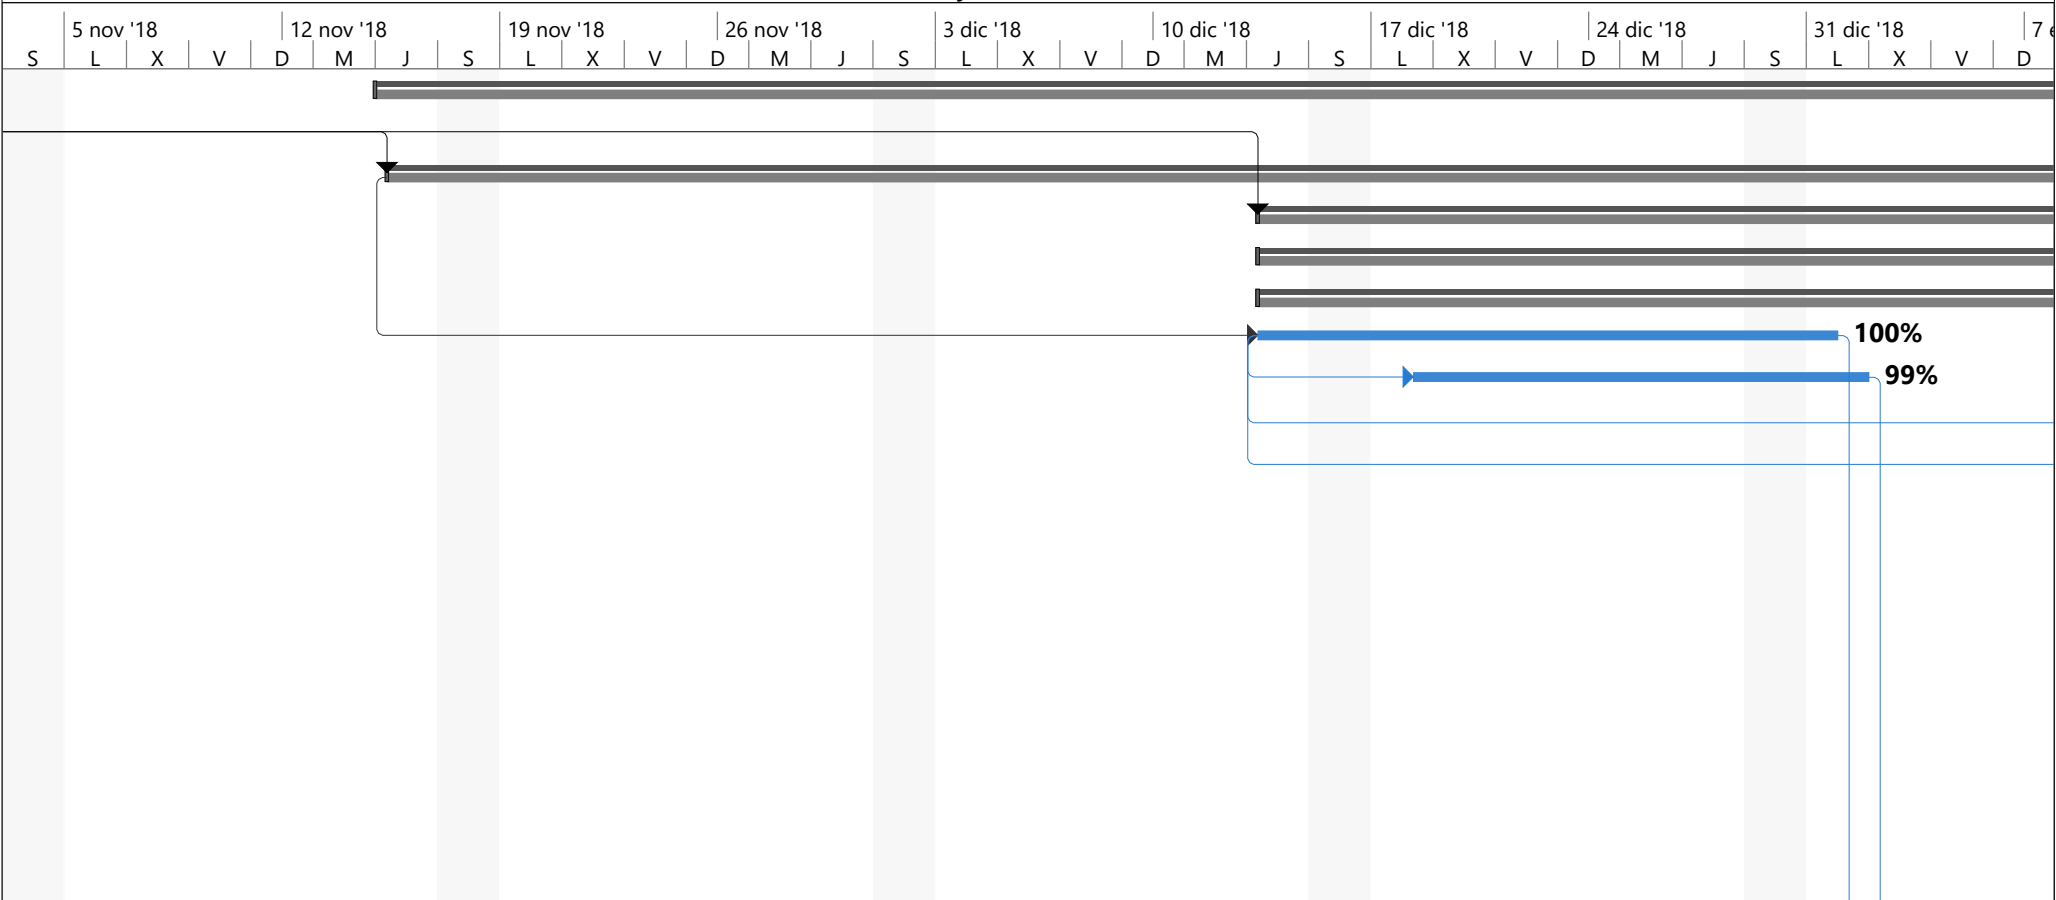 5 nov '18 12 nov '18 19 nov '18 26 nov '18 3 dic '18 10 dic '18 17 dic '18 24 dic '18 31 dic '18 7
S L X V D M J S L X V D M J S L X V D M J S L X V D M J S L X V D
100%
99%